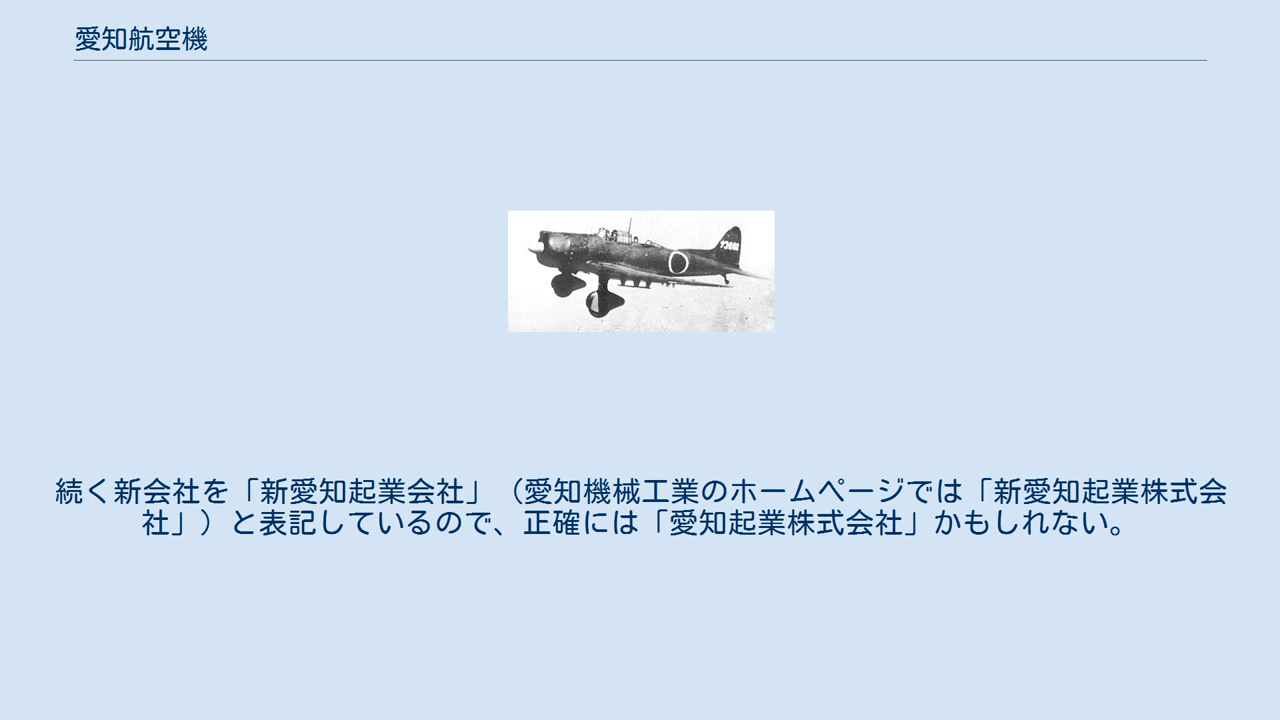 愛知航空機
続く新会社を「新愛知起業会社」（愛知機械工業のホームページでは「新愛知起業株式会
社」）と表記しているので、正確には「愛知起業株式会社」かもしれない。